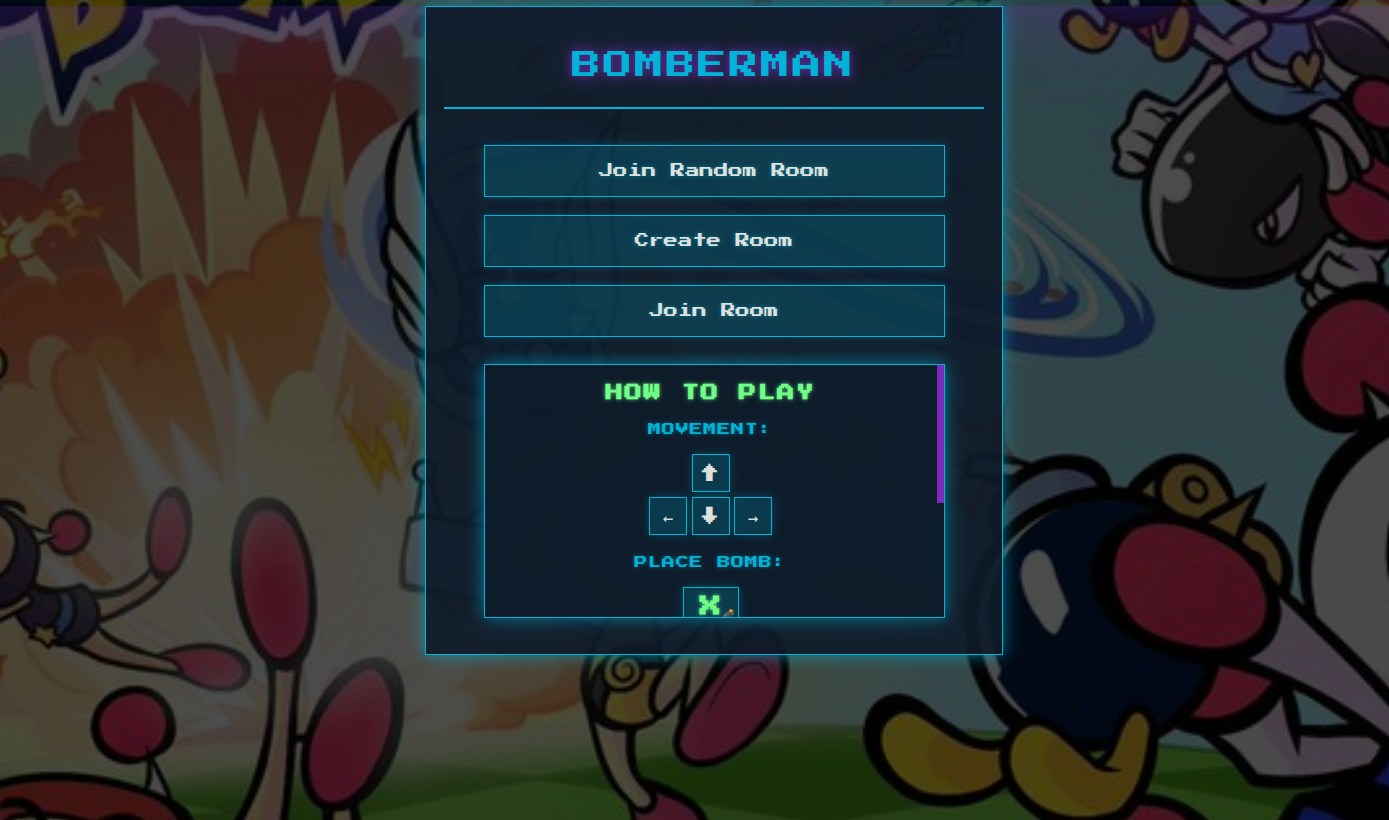 BOMBERMAN
Join Random Room
Create Room
Join Room
HOW TO PLAY
MOVEMENT:
↑
← ↓ →
PLACE BOMB:
X